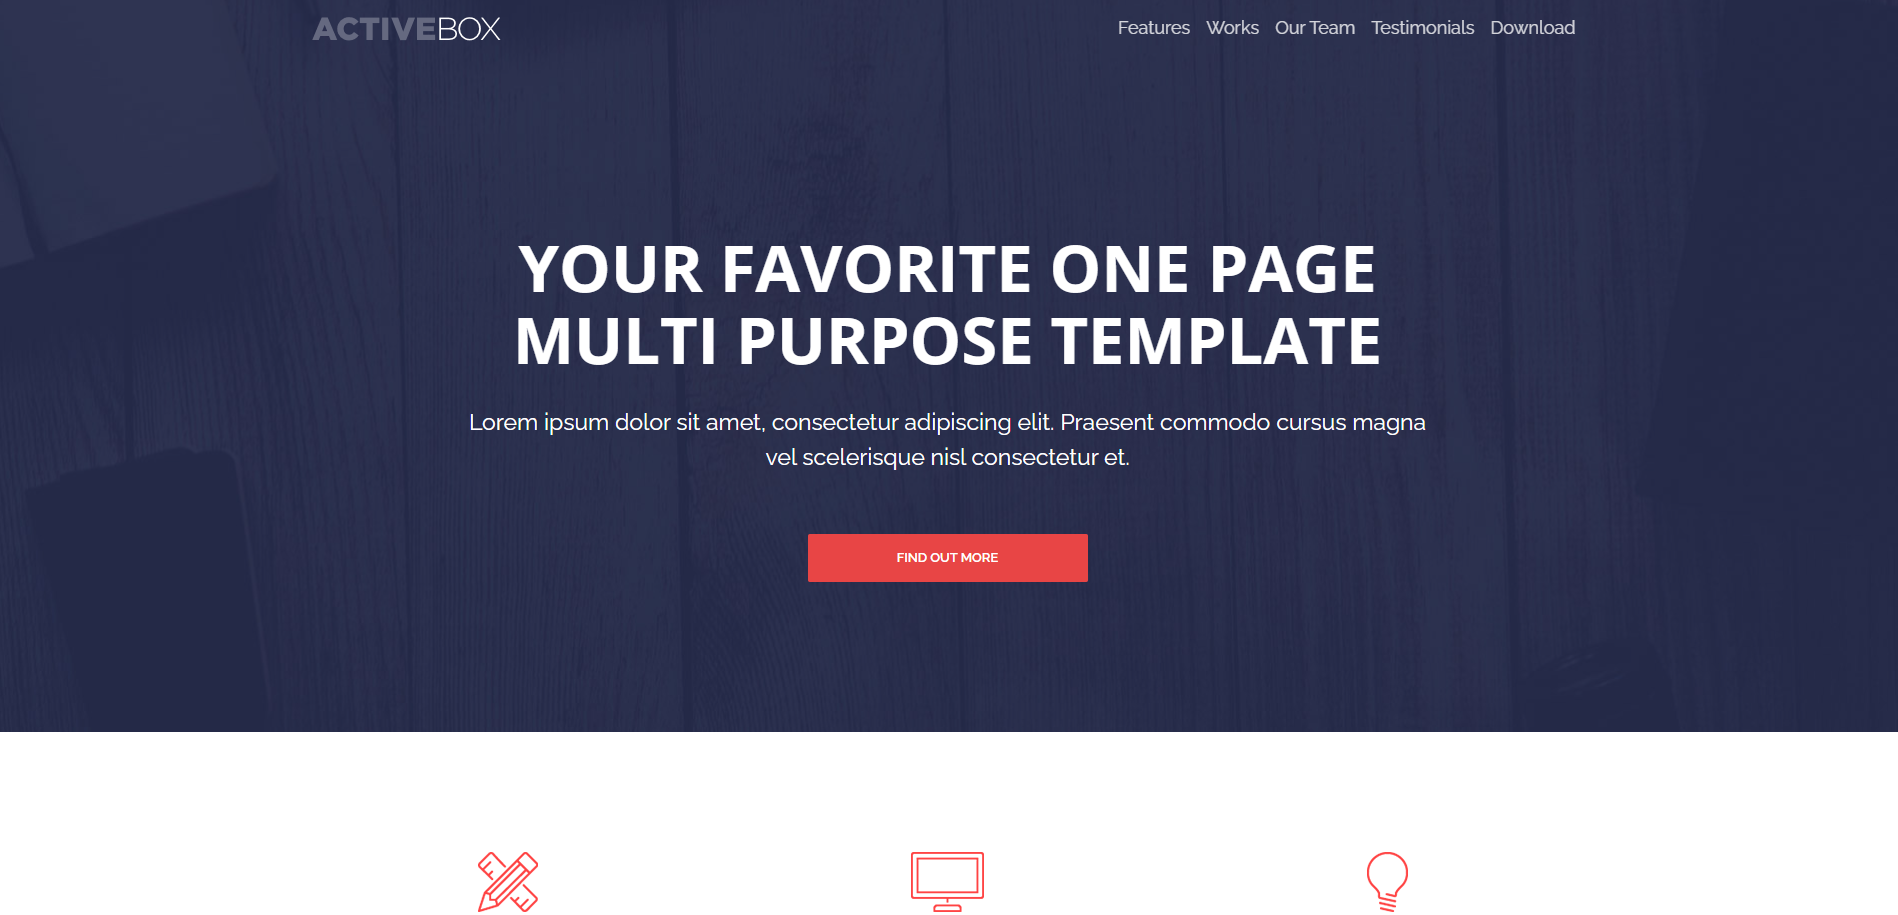 ACTIVEBOX
Features Works Our Team Testimonials Download
YOUR FAVORITE ONE PAGE
MULTI PURPOSE TEMPLATE
Lorem ipsum dolor sit amet, consectetur adipiscing elit. Praesent commodo cursus magna
vel scelerisque nisl consectetur et.
FIND OUT MORE